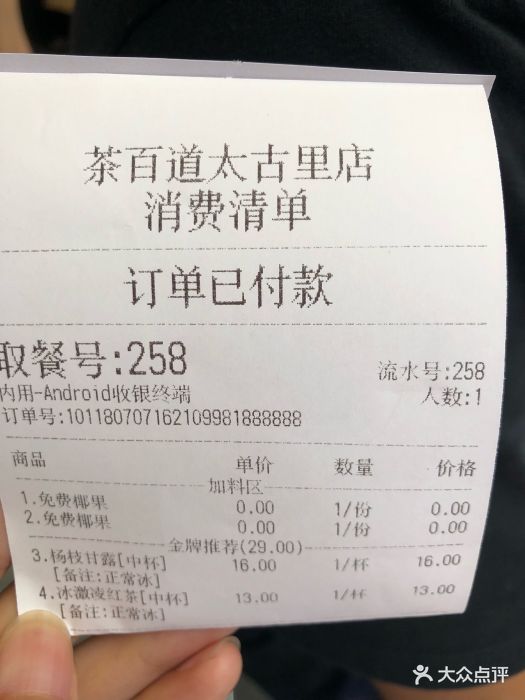 茶百道太古里店
消费清单
订单已付款
取餐号:258
流水号:258
内用-Android收银终端
人数:1
订单号:101180707162109981888888
商品 单价 数量 价格
加料区
1.免费椰果 0.00 1/份 0.00
2.免费椰果 0.00 1/份 0.00
金牌推荐(29.00)
3.杨枝甘露[中杯] 16.00 1/杯 16.00
[备注:正常冰]
4.冰激凌红茶[中杯] 13.00 1/杯 13.00
[备注:正常冰]
大众点评